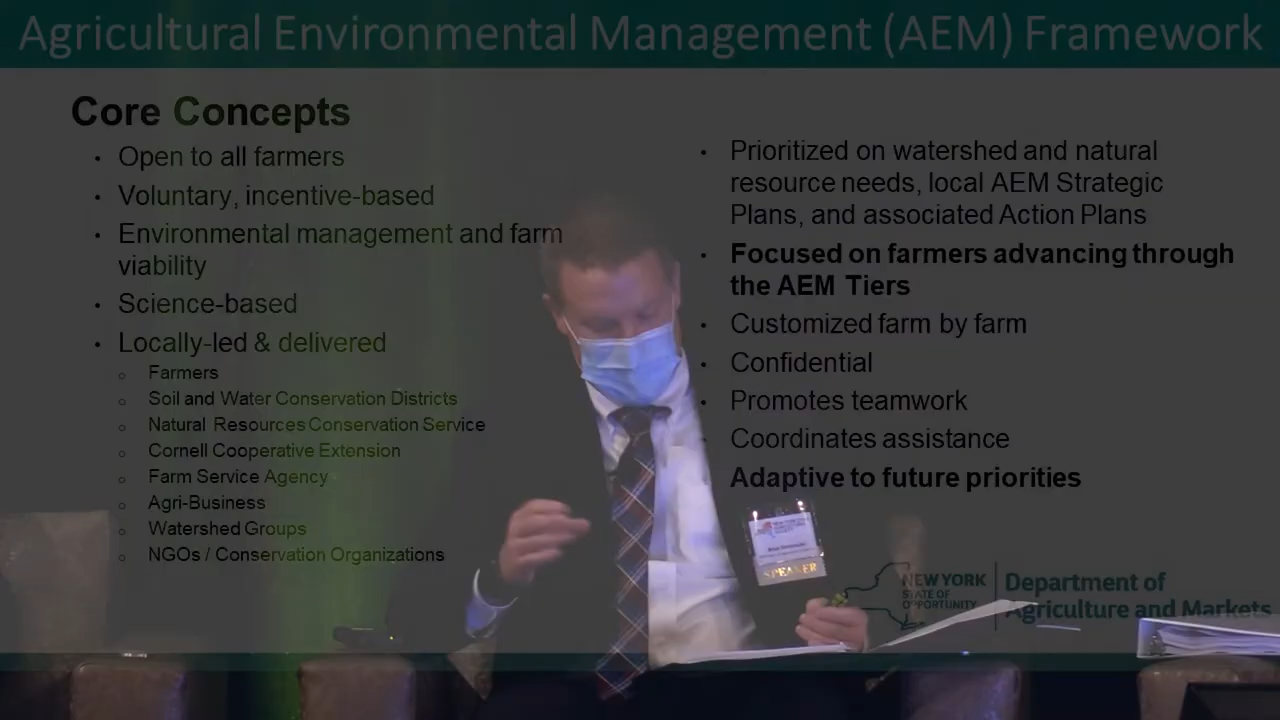 Agricultural Environmental Management (AEM) Framework
Core Concepts
• Open to all farmers
• Voluntary, incentive-based
• Environmental management and farm
viability
• Science-based
• Locally-led & delivered
o Farmers
o Soil and Water Conservation Districts
o Natural Resources Conservation Service
o Cornell Cooperative Extension
o Farm Service Agency
o Agri-Business
o Watershed Groups
o NGOs / Conservation Organizations
• Prioritized on watershed and natural
resource needs, local AEM Strategic
Plans, and associated Action Plans
• Focused on farmers advancing through
the AEM Tiers
• Customized farm by farm
• Confidential
• Promotes teamwork
• Coordinates assistance
Adaptive to future priorities
SPEAKER
NEW YORK
STATE OF
OPPORTUNITY
Department of
Agriculture and Markets